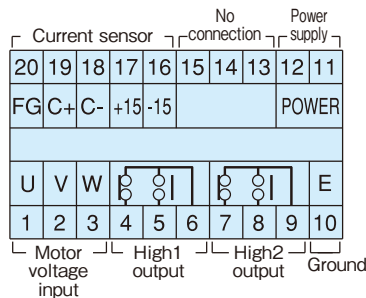 No connection
Power supply
Current sensor
20 19 18 17 16 15 14 13 12 11
FG C+ C- +15 -15 POWER
U V W E
1 2 3 4 5 6 7 8 9 10
Motor voltage input
High1 output
High2 output
Ground